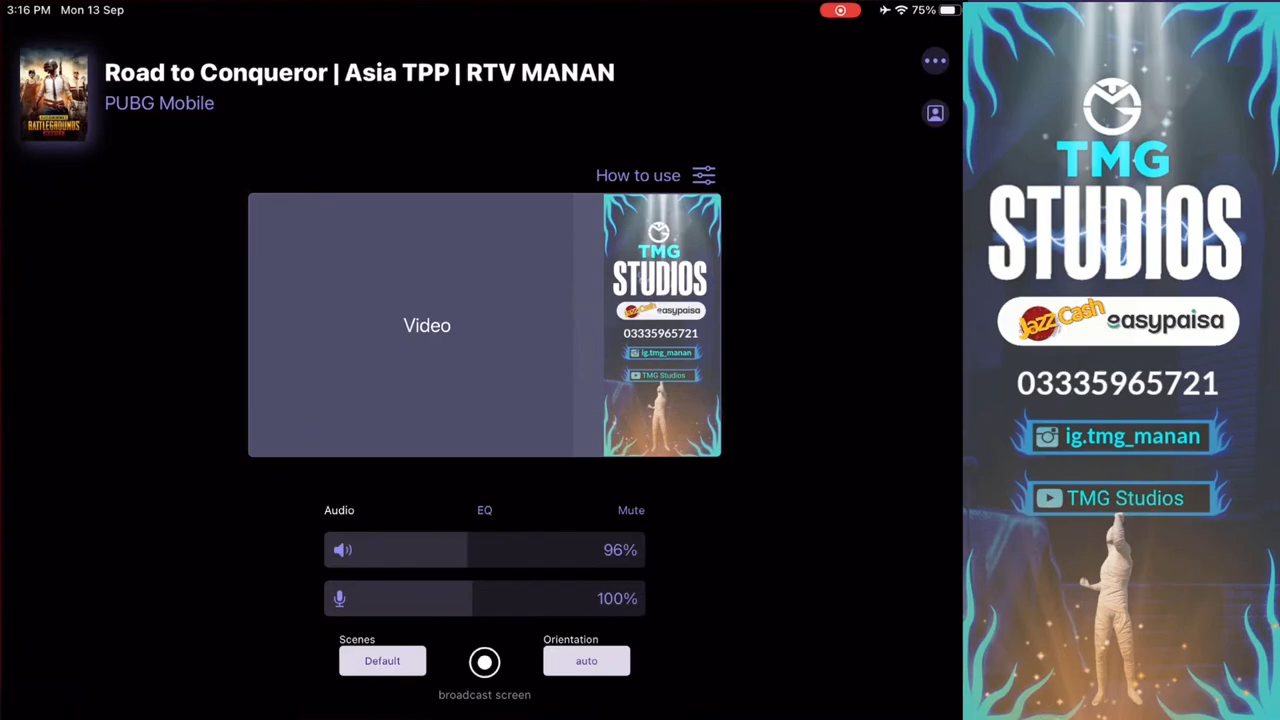 3:16 PM Mon 13 Sep
75%
Road to Conqueror | Asia TPP | RTV MANAN
PUBG Mobile
BATTLEGROUNDS
How to use
Video
TMG
STUDIOS
JazzCash easypaisa
03335965721
ig.tmg_manan
TMG Studios
Audio EQ Mute
96%
100%
Scenes Orientation
Default auto
broadcast screen
TMG
STUDIOS
JazzCash easypaisa
03335965721
ig.tmg_manan
TMG Studios